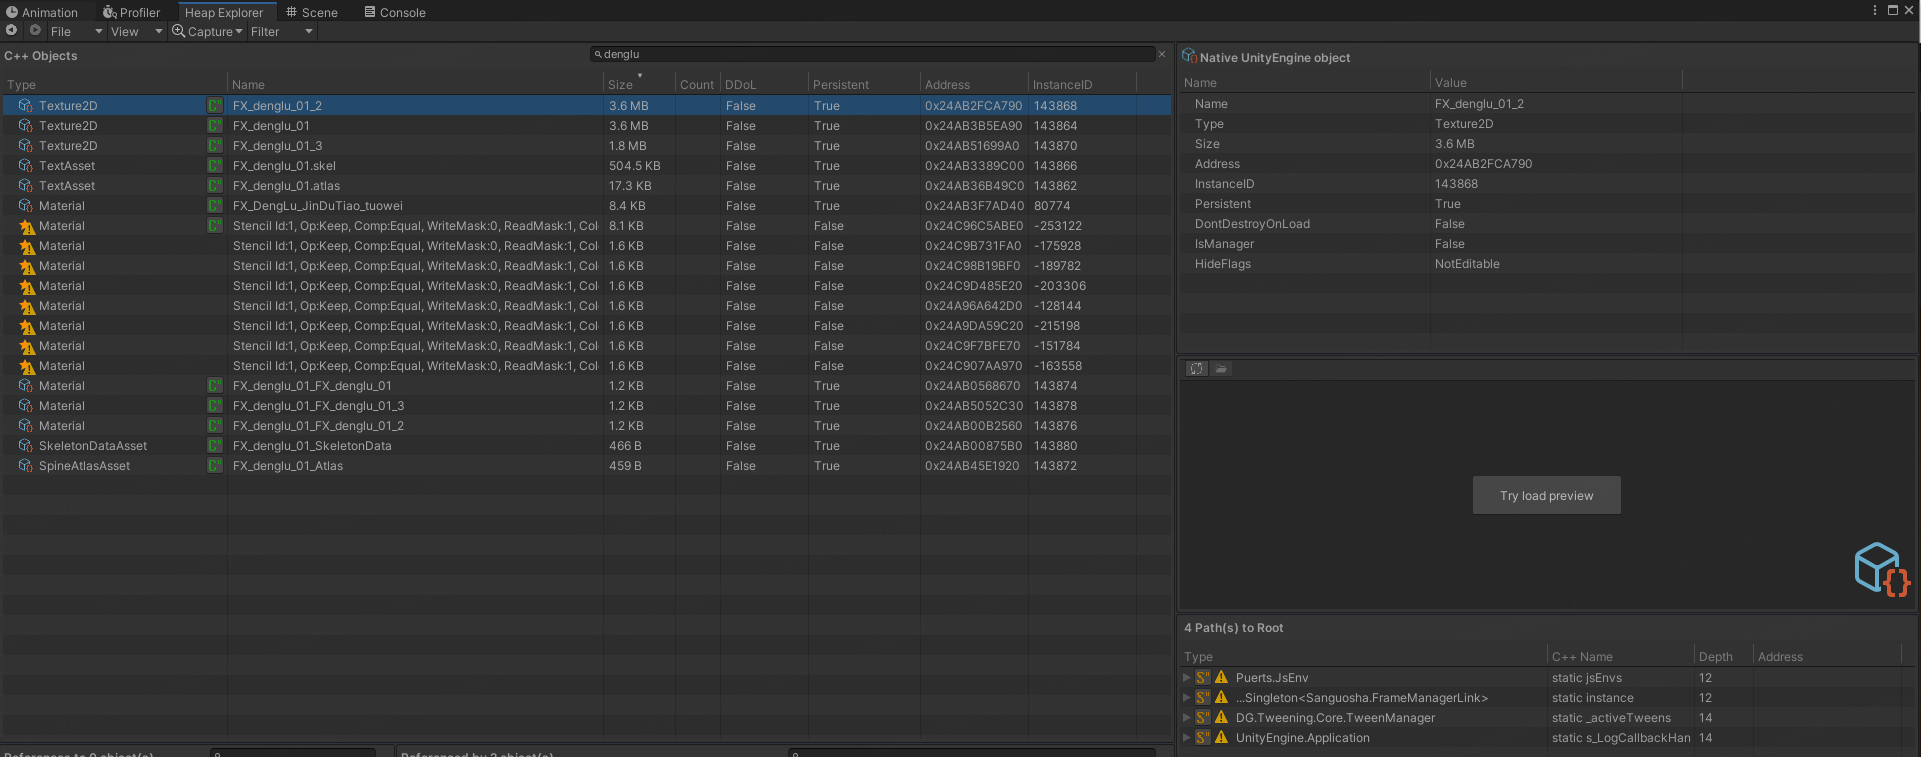 Animation Profiler Heap Explorer Scene Console
File View Capture Filter
C++ Objects denglu
Type Name Size Count DDoL Persistent Address InstanceID
Texture2D C# FX_denglu_01_2 3.6 MB False True 0x24AB2FCA790 143868
Texture2D C# FX_denglu_01 3.6 MB False True 0x24AB3B5EA90 143864
Texture2D C# FX_denglu_01_3 1.8 MB False True 0x24AB51699A0 143870
TextAsset C# FX_denglu_01.skel 504.5 KB False True 0x24AB3389C00 143866
TextAsset C# FX_denglu_01.atlas 17.3 KB False True 0x24AB36B49C0 143862
Material C# FX_DengLu_JinDuTiao_tuowei 8.4 KB False True 0x24AB3F7AD40 80774
Material C# Stencil Id:1, Op:Keep, Comp:Equal, WriteMask:0, ReadMask:1, Col 8.1 KB False False 0x24C96C5ABE0 -253122
Material Stencil Id:1, Op:Keep, Comp:Equal, WriteMask:0, ReadMask:1, Col 1.6 KB False False 0x24C9B731FA0 -175928
Material Stencil Id:1, Op:Keep, Comp:Equal, WriteMask:0, ReadMask:1, Col 1.6 KB False False 0x24C98B19BF0 -189782
Material Stencil Id:1, Op:Keep, Comp:Equal, WriteMask:0, ReadMask:1, Col 1.6 KB False False 0x24C9D485E20 -203306
Material Stencil Id:1, Op:Keep, Comp:Equal, WriteMask:0, ReadMask:1, Col 1.6 KB False False 0x24A96A642D0 -128144
Material Stencil Id:1, Op:Keep, Comp:Equal, WriteMask:0, ReadMask:1, Col 1.6 KB False False 0x24A9DA59C20 -215198
Material Stencil Id:1, Op:Keep, Comp:Equal, WriteMask:0, ReadMask:1, Col 1.6 KB False False 0x24C9F7BFE70 -151784
Material Stencil Id:1, Op:Keep, Comp:Equal, WriteMask:0, ReadMask:1, Col 1.6 KB False False 0x24C907AA970 -163558
Material C# FX_denglu_01_FX_denglu_01 1.2 KB False True 0x24AB0568670 143874
Material C# FX_denglu_01_FX_denglu_01_3 1.2 KB False True 0x24AB5052C30 143878
Material C# FX_denglu_01_FX_denglu_01_2 1.2 KB False True 0x24AB00B2560 143876
SkeletonDataAsset C# FX_denglu_01_SkeletonData 466 B False True 0x24AB00875B0 143880
SpineAtlasAsset C# FX_denglu_01_Atlas 459 B False True 0x24AB45E1920 143872
References to 0 object(s) Referenced by 2 object(s)
Native UnityEngine object
Name Value
Name FX_denglu_01_2
Type Texture2D
Size 3.6 MB
Address 0x24AB2FCA790
InstanceID 143868
Persistent True
DontDestroyOnLoad False
IsManager False
HideFlags NotEditable
Try load preview
4 Path(s) to Root
Type C++ Name Depth Address
Puerts.JsEnv static jsEnvs 12
...Singleton<Sanguosha.FrameManagerLink> static instance 12
DG.Tweening.Core.TweenManager static _activeTweens 14
UnityEngine.Application static s_LogCallbackHan 14